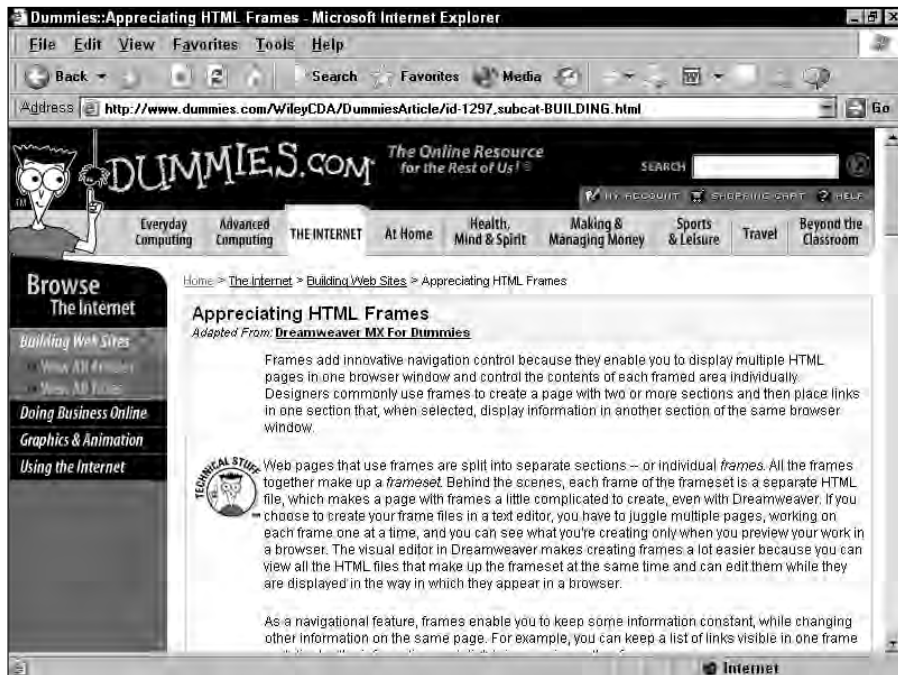 Dummies::Appreciating HTML Frames - Microsoft Internet Explorer
File Edit View Favorites Tools Help
Back Search Favorites Media
Address http://www.dummies.com/WileyCDA/DummiesArticle/id-1297,subcat-BUILDING.html Go
DUMMIES.COM
The Online Resource
for the Rest of Us!
SEARCH
MY ACCOUNT SHOPPING CART ? HELP
Everyday Computing
Advanced Computing
THE INTERNET
At Home
Health, Mind & Spirit
Making & Managing Money
Sports & Leisure
Travel
Beyond the Classroom
Browse
The Internet
Building Web Sites
Doing Business Online
Graphics & Animation
Using the Internet
Home > The Internet > Building Web Sites > Appreciating HTML Frames
Appreciating HTML Frames
Adapted From: Dreamweaver MX For Dummies
Frames add innovative navigation control because they enable you to display multiple HTML
pages in one browser window and control the contents of each framed area individually.
Designers commonly use frames to create a page with two or more sections and then place links
in one section that, when selected, display information in another section of the same browser
window.
TECHNICAL STUFF
Web pages that use frames are split into separate sections -- or individual frames. All the frames
together make up a frameset. Behind the scenes, each frame of the frameset is a separate HTML
file, which makes a page with frames a little complicated to create, even with Dreamweaver. If you
choose to create your frame files in a text editor, you have to juggle multiple pages, working on
each frame one at a time, and you can see what you're creating only when you preview your work in
a browser. The visual editor in Dreamweaver makes creating frames a lot easier because you can
view all the HTML files that make up the frameset at the same time and can edit them while they
are displayed in the way in which they appear in a browser.
As a navigational feature, frames enable you to keep some information constant, while changing
other information on the same page. For example, you can keep a list of links visible in one frame
Internet